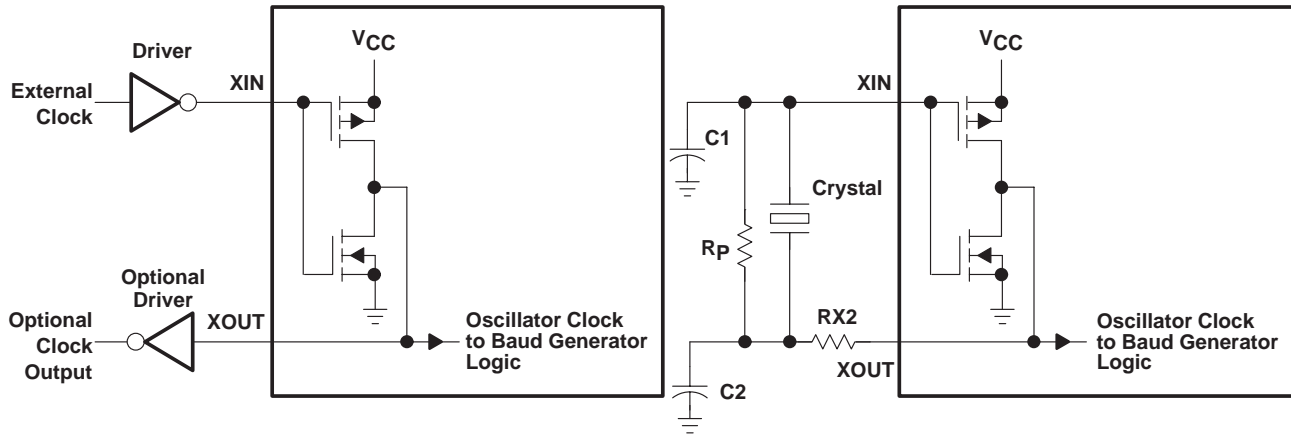 Driver
VCC
External
Clock
XIN
Optional
Driver
XOUT
Optional
Clock
Output
Oscillator Clock
to Baud Generator
Logic
VCC
XIN
C1
Crystal
RP
RX2
XOUT
C2
Oscillator Clock
to Baud Generator
Logic